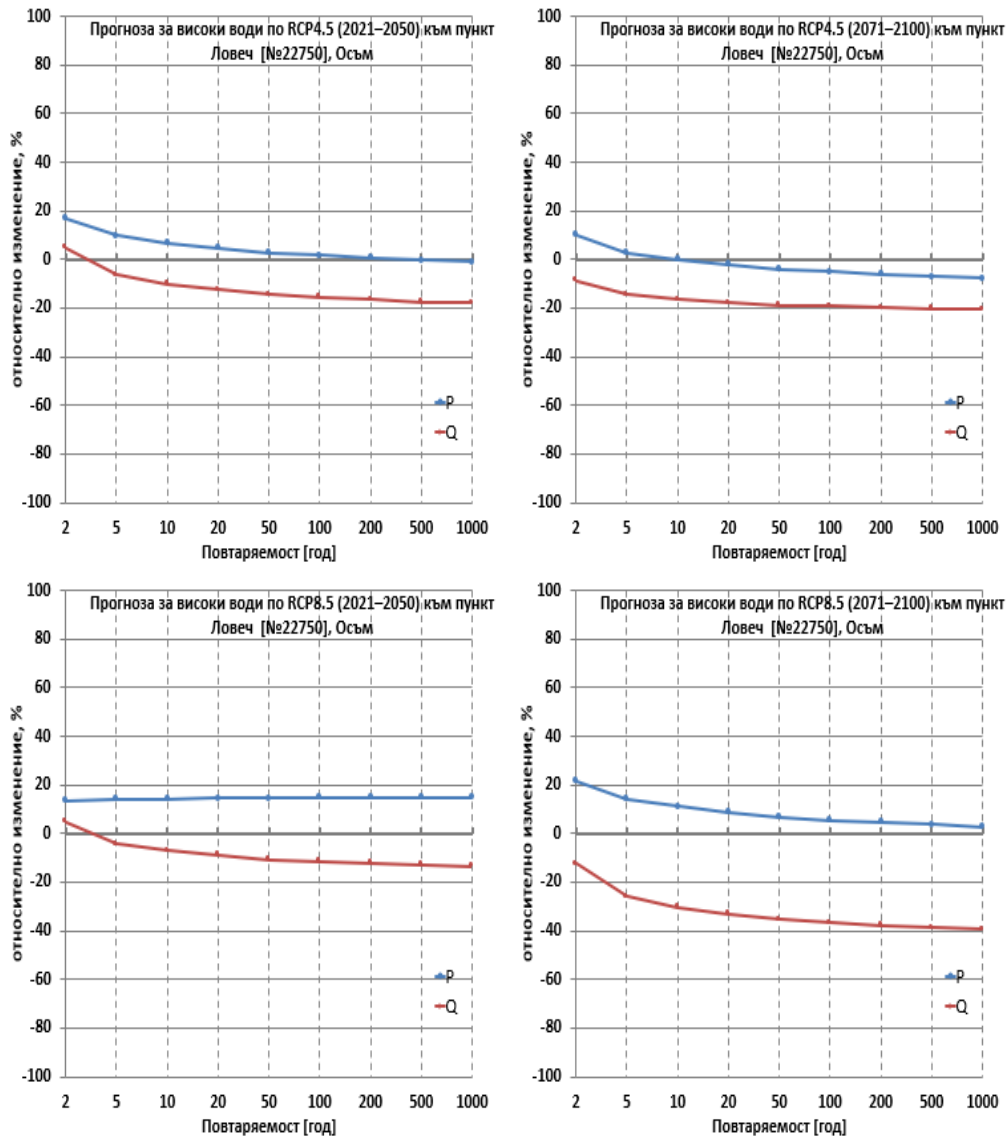 Прогноза за високи води по RCP4.5 (2021–2050) към пункт
Ловеч [№22750], Осъм
относително изменение, %
100
80
60
40
20
0
-20
-40
-60
-80
-100
P
Q
2 5 10 20 50 100 200 500 1000
Повтаряемост [год]
Прогноза за високи води по RCP4.5 (2071–2100) към пункт
Ловеч [№22750], Осъм
относително изменение, %
100
80
60
40
20
0
-20
-40
-60
-80
-100
P
Q
2 5 10 20 50 100 200 500 1000
Повтаряемост [год]
Прогноза за високи води по RCP8.5 (2021–2050) към пункт
Ловеч [№22750], Осъм
относително изменение, %
100
80
60
40
20
0
-20
-40
-60
-80
-100
P
Q
2 5 10 20 50 100 200 500 1000
Повтаряемост [год]
Прогноза за високи води по RCP8.5 (2071–2100) към пункт
Ловеч [№22750], Осъм
относително изменение, %
100
80
60
40
20
0
-20
-40
-60
-80
-100
P
Q
2 5 10 20 50 100 200 500 1000
Повтаряемост [год]